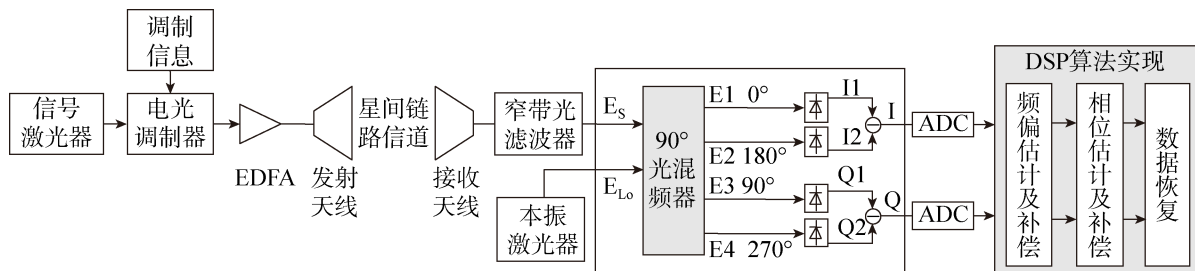 调制
信息
信号
激光器
电光
调制器
EDFA
发射
天线
星间链
路信道
接收
天线
窄带光
滤波器
本振
激光器
E_S
E_Lo
90°
光混
频器
E1 0°
E2 180°
E3 90°
E4 270°
I1
I2
I
Q1
Q2
Q
ADC
ADC
DSP算法实现
频偏估计及补偿
相位估计及补偿
数据恢复